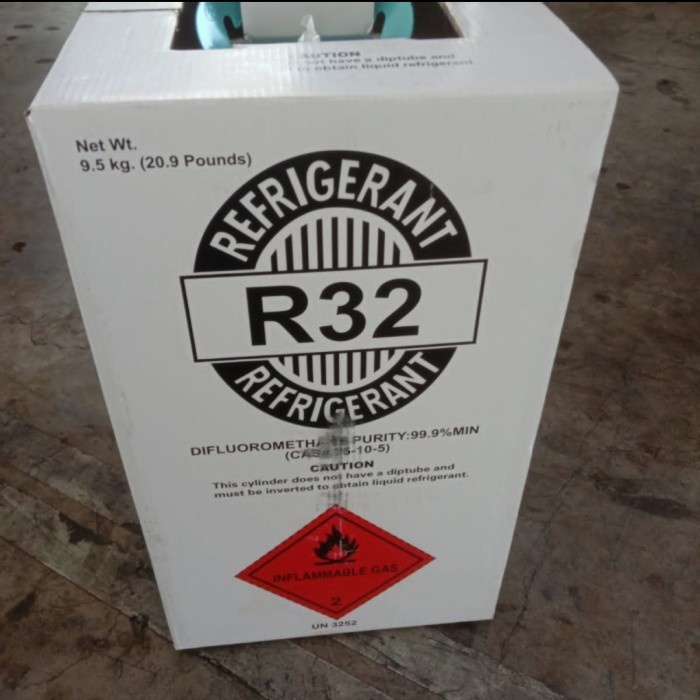 CAUTION
not have a diptube and
obtain liquid refrigerant.
Net Wt.
9.5 kg. (20.9 Pounds)
REFRIGERANT
R32
REFRIGERANT
PURITY:99.9%MIN
CAUTION
This cylinder does not have a diptube and
must be inverted to obtain liquid refrigerant.
INFLAMMABLE GAS
2
UN 3252